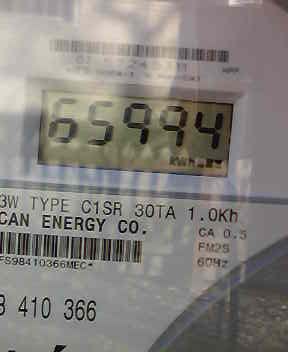 65994
KWh
3W TYPE C1SR 30TA 1.0Kh
CAN ENERGY CO.
CA 0.5
FM2S
60Hz
FS98410366MEC*
8 410 366